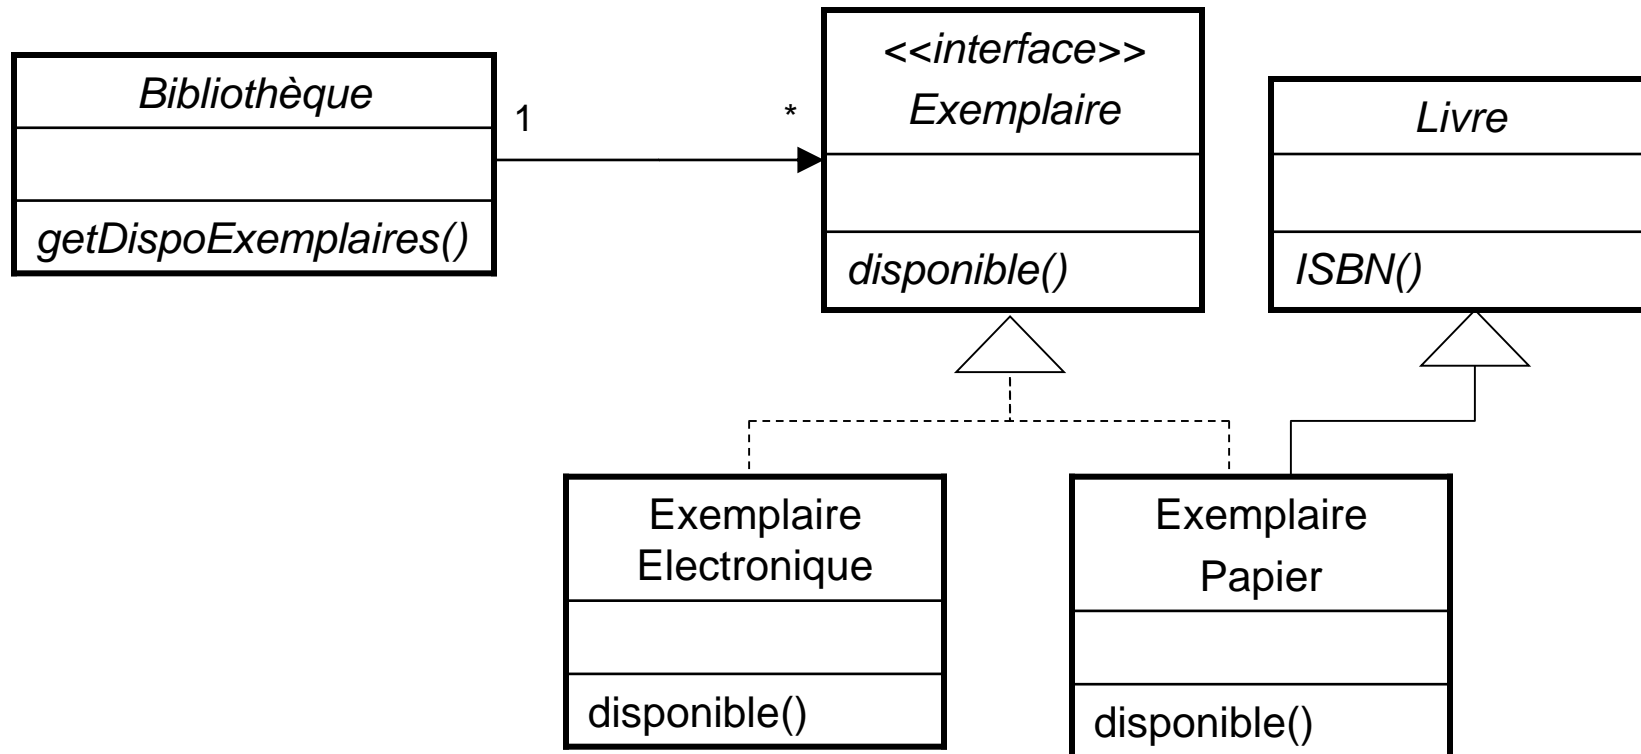 Bibliothèque
getDispoExemplaires()
1
*
<<interface>>
Exemplaire
disponible()
Livre
ISBN()
Exemplaire
Electronique
disponible()
Exemplaire
Papier
disponible()